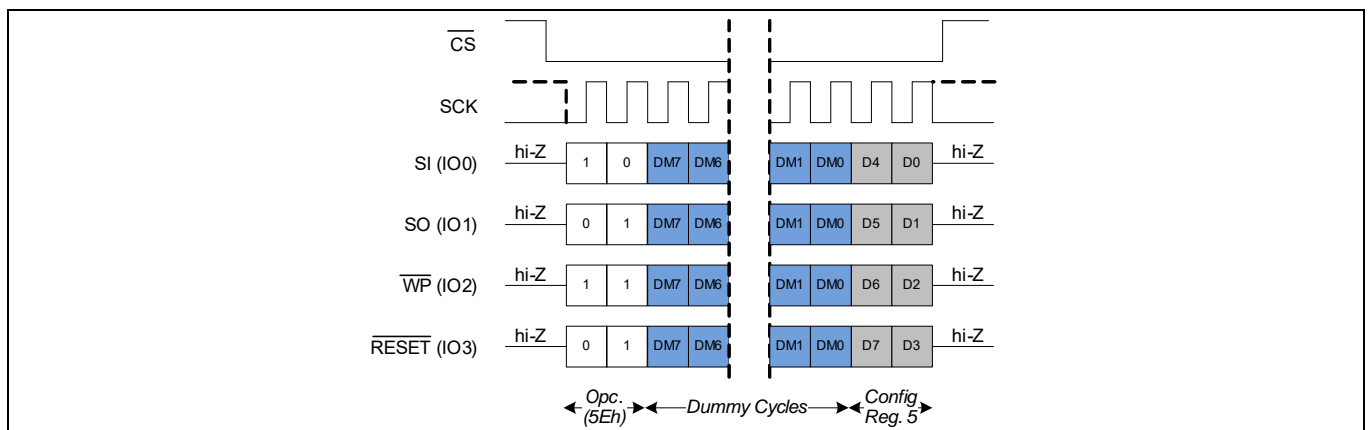 CS
SCK
SI (IO0) hi-Z 1 0 DM7 DM6 DM1 DM0 D4 D0 hi-Z
SO (IO1) hi-Z 0 1 DM7 DM6 DM1 DM0 D5 D1 hi-Z
WP (IO2) hi-Z 1 1 DM7 DM6 DM1 DM0 D6 D2 hi-Z
RESET (IO3) hi-Z 0 1 DM7 DM6 DM1 DM0 D7 D3 hi-Z
Opc. Dummy Cycles Config
(5Eh) Reg. 5